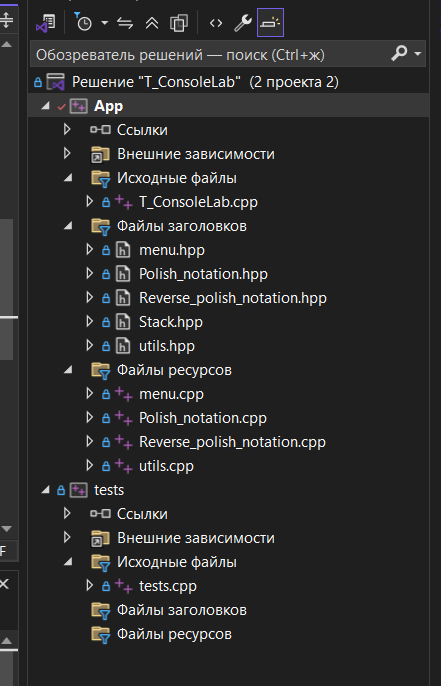 Обозреватель решений — поиск (Ctrl+ж)
Решение "T_ConsoleLab" (2 проекта 2)
App
Ссылки
Внешние зависимости
Исходные файлы
T_ConsoleLab.cpp
Файлы заголовков
menu.hpp
Polish_notation.hpp
Reverse_polish_notation.hpp
Stack.hpp
utils.hpp
Файлы ресурсов
menu.cpp
Polish_notation.cpp
Reverse_polish_notation.cpp
utils.cpp
tests
Ссылки
Внешние зависимости
F
Исходные файлы
tests.cpp
Файлы заголовков
Файлы ресурсов